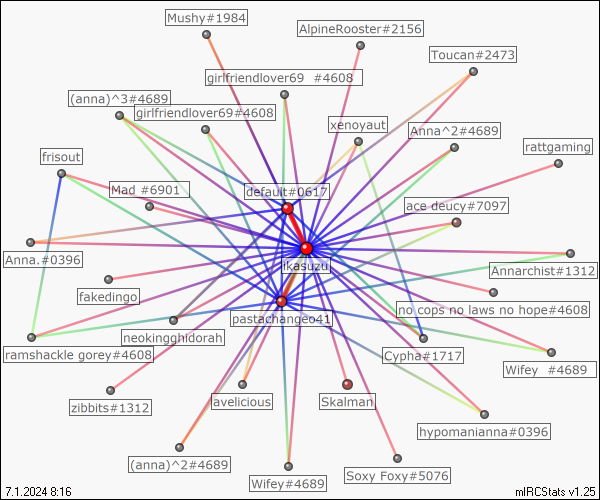 Mushy#1984
AlpineRooster#2156
Toucan#2473
girlfriendlover69  #4608
(anna)^3#4689
girlfriendlover69#4608
xenoyaut
Anna^2#4689
rattgaming
frisout
Mad #6901
default#0617
ace deucy#7097
Anna.#0396
ikasuzu
Annarchist#1312
fakedingo
no cops no laws no hope#4608
pastachangeo41
neokingghidorah
ramshackle gorey#4608
Cypha#1717
Wifey  #4689
zibbits#1312
avelicious
Skalman
hypomanianna#0396
(anna)^2#4689
Wifey#4689
Soxy Foxy#5076
7.1.2024 8:16
mIRCStats v1.25